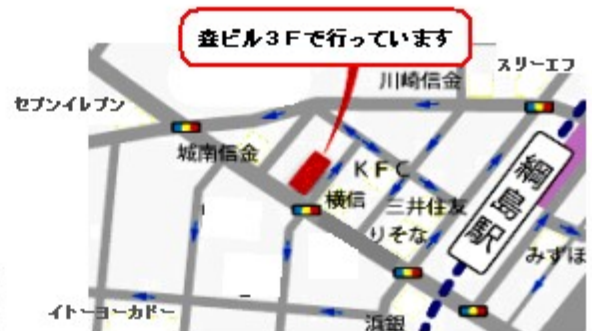 森ビル3Fで行っています
スリーエフ
川崎信金
セブンイレブン
城南信金
KFC
綱島駅
横信
三井住友
りそな
みずほ
イトーヨーカドー
浜銀